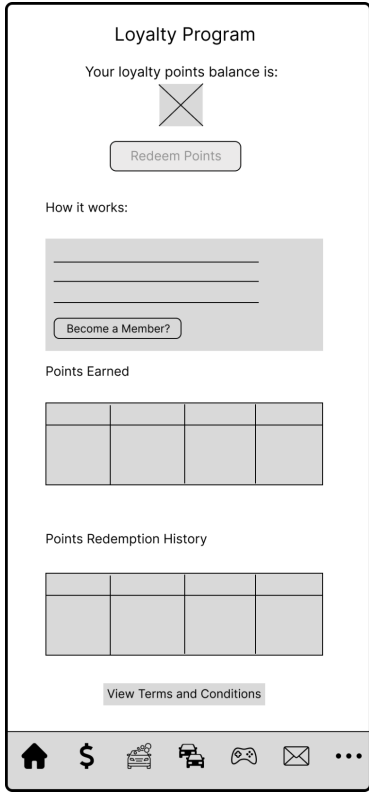 Loyalty Program
Your loyalty points balance is:
Redeem Points
How it works:
Become a Member?
Points Earned
Points Redemption History
View Terms and Conditions
$